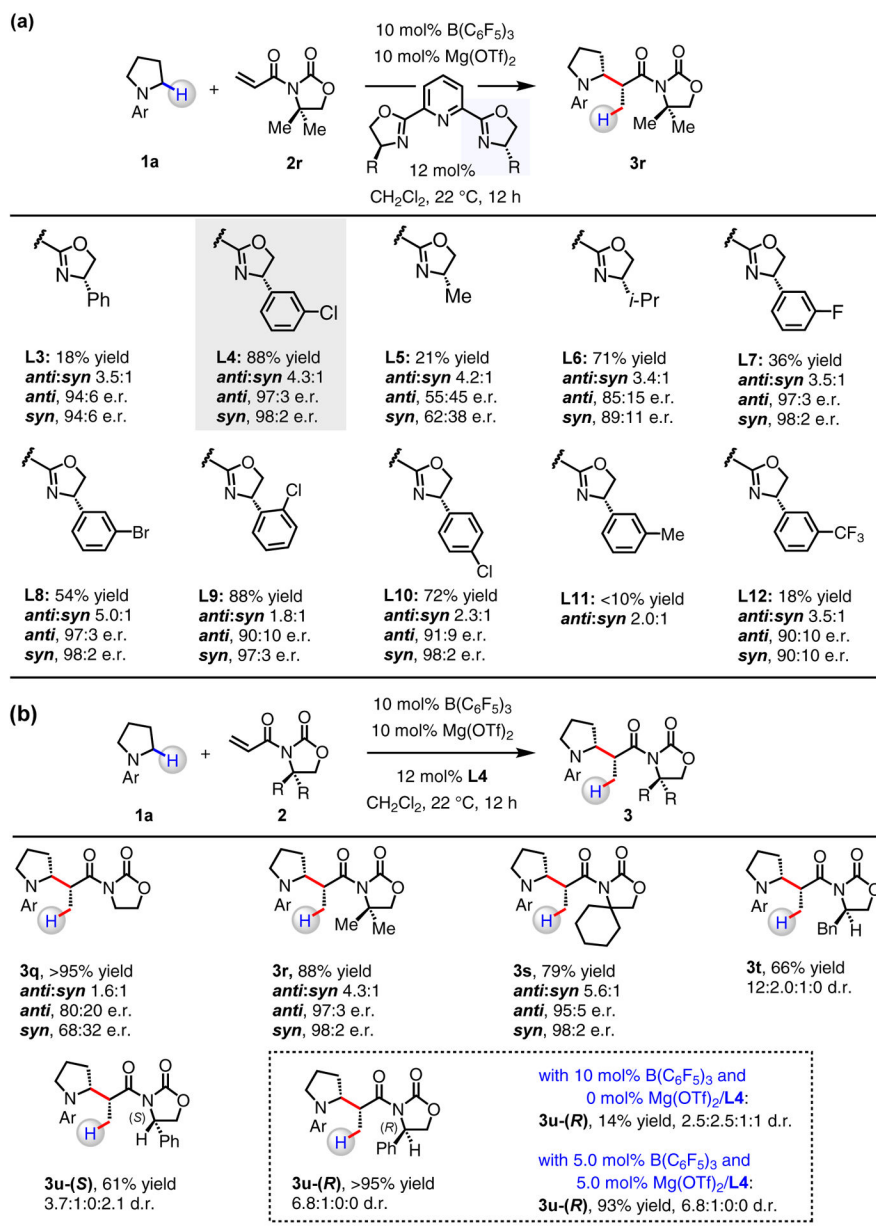 (a)
10 mol% B(C6F5)3
10 mol% Mg(OTf)2
N
Ar
H
1a
+
O
O
N
O
Me
Me
2r
O
N
N
N
O
R
R
12 mol%
CH2Cl2, 22 °C, 12 h
N
Ar
H
O
O
N
O
Me
Me
3r
O
N
Ph
L3: 18% yield
anti:syn 3.5:1
anti, 94:6 e.r.
syn, 94:6 e.r.
O
N
Cl
L4: 88% yield
anti:syn 4.3:1
anti, 97:3 e.r.
syn, 98:2 e.r.
O
N
Me
L5: 21% yield
anti:syn 4.2:1
anti, 55:45 e.r.
syn, 62:38 e.r.
O
N
i-Pr
L6: 71% yield
anti:syn 3.4:1
anti, 85:15 e.r.
syn, 89:11 e.r.
O
N
F
L7: 36% yield
anti:syn 3.5:1
anti, 97:3 e.r.
syn, 98:2 e.r.
O
N
Br
L8: 54% yield
anti:syn 5.0:1
anti, 97:3 e.r.
syn, 98:2 e.r.
O
N
Cl
L9: 88% yield
anti:syn 1.8:1
anti, 90:10 e.r.
syn, 97:3 e.r.
O
N
Cl
L10: 72% yield
anti:syn 2.3:1
anti, 91:9 e.r.
syn, 98:2 e.r.
O
N
Me
L11: <10% yield
anti:syn 2.0:1
O
N
CF3
L12: 18% yield
anti:syn 3.5:1
anti, 90:10 e.r.
syn, 90:10 e.r.
(b)
10 mol% B(C6F5)3
10 mol% Mg(OTf)2
N
Ar
H
1a
+
O
O
N
O
R
R
2
12 mol% L4
CH2Cl2, 22 °C, 12 h
N
Ar
H
O
O
N
O
R
R
3
N
Ar
H
O
O
N
O
3q, >95% yield
anti:syn 1.6:1
anti, 80:20 e.r.
syn, 68:32 e.r.
N
Ar
H
O
O
N
O
Me
Me
3r, 88% yield
anti:syn 4.3:1
anti, 97:3 e.r.
syn, 98:2 e.r.
N
Ar
H
O
O
N
O
3s, 79% yield
anti:syn 5.6:1
anti, 95:5 e.r.
syn, 98:2 e.r.
N
Ar
H
O
O
N
O
Bn
H
3t, 66% yield
12:2.0:1:0 d.r.
N
Ar
H
O
O
N
O
(S)
H
Ph
3u-(S), 61% yield
3.7:1:0:2.1 d.r.
N
Ar
H
O
O
N
O
(R)
Ph
H
3u-(R), >95% yield
6.8:1:0:0 d.r.
with 10 mol% B(C6F5)3 and
0 mol% Mg(OTf)2/L4:
3u-(R), 14% yield, 2.5:2.5:1:1 d.r.
with 5.0 mol% B(C6F5)3 and
5.0 mol% Mg(OTf)2/L4:
3u-(R), 93% yield, 6.8:1:0:0 d.r.